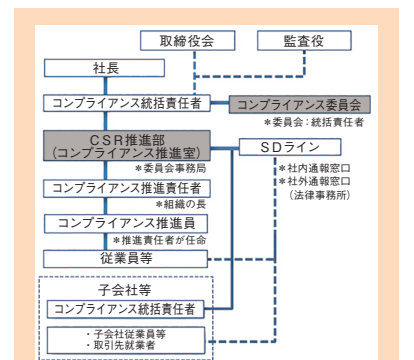 取締役会
監査役
社長
コンプライアンス統括責任者
コンプライアンス委員会
＊委員会：統括責任者
CSR推進部
（コンプライアンス推進室）
＊委員会事務局
SDライン
＊社内通報窓口
＊社外通報窓口
（法律事務所）
コンプライアンス推進責任者
＊組織の長
コンプライアンス推進員
＊推進責任者が任命
従業員等
子会社等
コンプライアンス統括責任者
・子会社従業員等
・取引先就業者